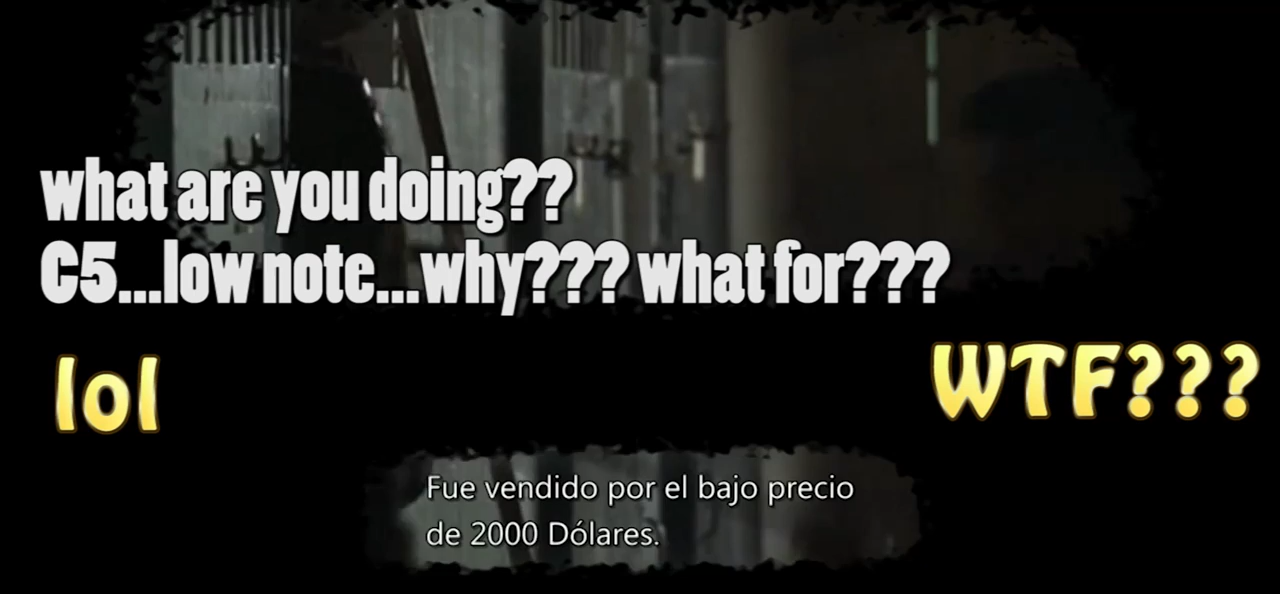 what are you doing??
C5...low note...why??? what for???
lol
WTF???
Fue vendido por el bajo precio
de 2000 Dólares.